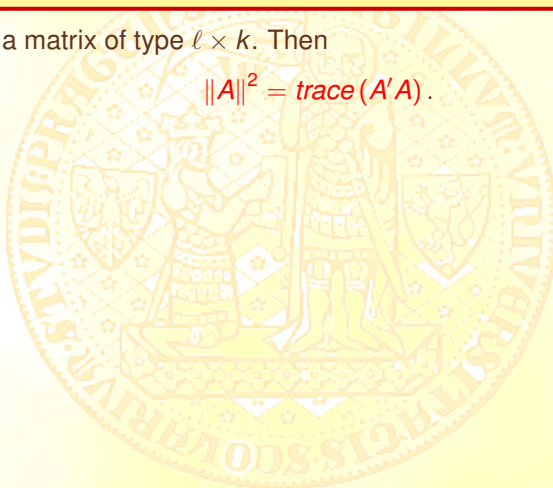 a matrix of type ℓ × k. Then
‖A‖² = trace (A′A) .